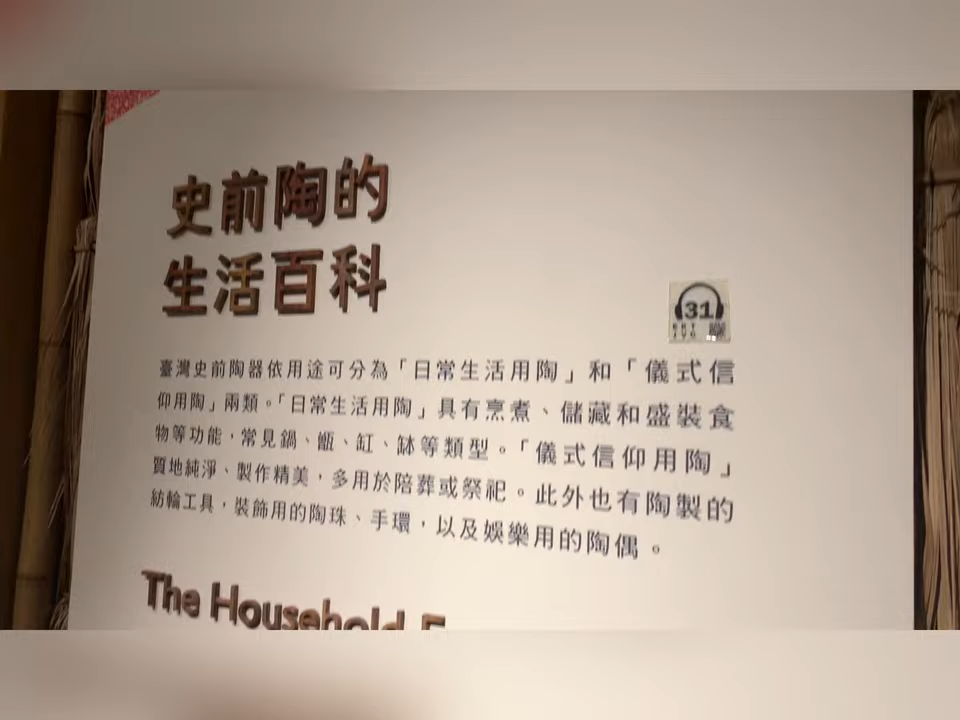 史前陶的
生活百科
31
臺灣史前陶器依用途可分為「日常生活用陶」和「儀式信
仰用陶」兩類。「日常生活用陶」具有烹煮、儲藏和盛裝食
物等功能，常見鍋、甑、缸、缽等類型。「儀式信仰用陶」
質地純淨、製作精美，多用於陪葬或祭祀。此外也有陶製的
紡輪工具，裝飾用的陶珠、手環，以及娛樂用的陶偶。
The Household